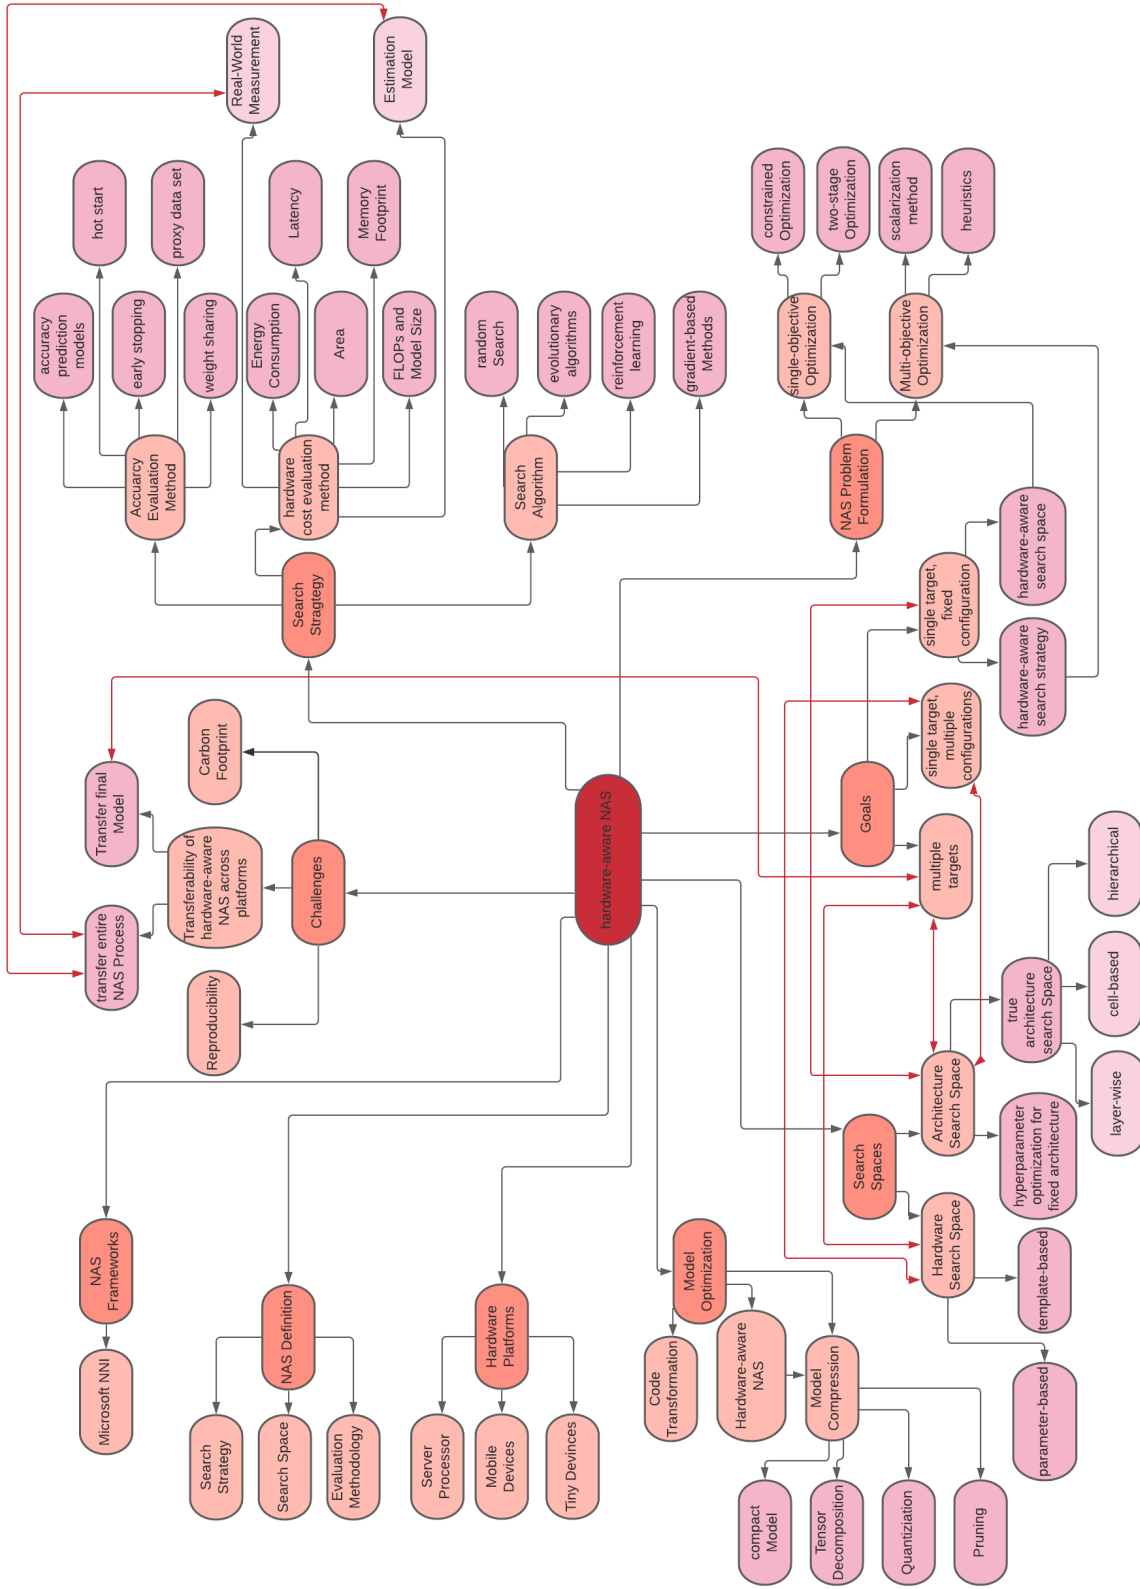 hardware-aware NAS
NAS
Frameworks
Microsoft NNI
NAS Definition
Search
Strategy
Search Space
Evaluation
Methodology
Hardware
Platforms
Server
Processor
Mobile
Devices
Tiny Devinces
Model
Optimization
Code
Transformation
Hardware-aware
NAS
Model
Compression
compact
Model
Tensor
Decomposition
Quantiziation
Pruning
Challenges
Reproducibility
Transferability of
hardware-aware
NAS across
platforms
Carbon
Footprint
transfer entire
NAS Process
Transfer final
Model
Search
Spaces
Hardware
Search Space
parameter-based
template-based
Architecture
Search Space
hyperparameter
optimization for
fixed architecture
true
architecture
search Space
layer-wise
cell-based
hierarchical
Goals
multiple
targets
single target,
multiple
configurations
single target,
fixed
configuration
hardware-aware
search strategy
hardware-aware
search space
Search
Stragtegy
Accuarcy
Evaluation
Method
accuracy
prediction
models
hot start
early stopping
proxy data set
weight sharing
hardware
cost evaluation
method
Real-World
Measurement
Energy
Consumption
Latency
Area
Memory
Footprint
FLOPs and
Model Size
Estimation
Model
Search
Algorithm
random
Search
evolutionary
algorithms
reinforcement
learning
gradient-based
Methods
NAS Problem
Formulation
single-objective
Optimization
constrained
Optimization
two-stage
Optimization
Multi-objective
Optimization
scalarization
method
heuristics